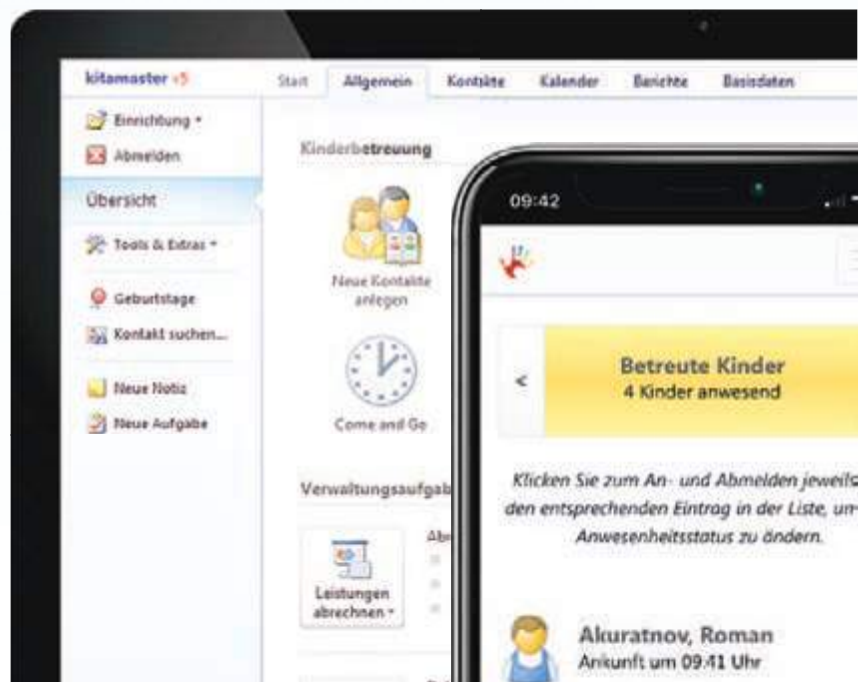 kitamaster v5
Start Allgemein Kontakte Kalender Berichte Basisdaten
Einrichtung
Abmelden
Übersicht
Tools & Extras
Geburtstage
Kontakt suchen...
Neue Notiz
Neue Aufgabe
Kinderbetreuung
Neue Kontakte
anlegen
Come and Go
Verwaltungsaufgab
Leistungen
abrechnen
09:42
<
Betreute Kinder
4 Kinder anwesend
Klicken Sie zum An- und Abmelden jeweils
den entsprechenden Eintrag in der Liste, um
Anwesenheitsstatus zu ändern.
Akuratnov, Roman
Ankunft um 09.41 Uhr